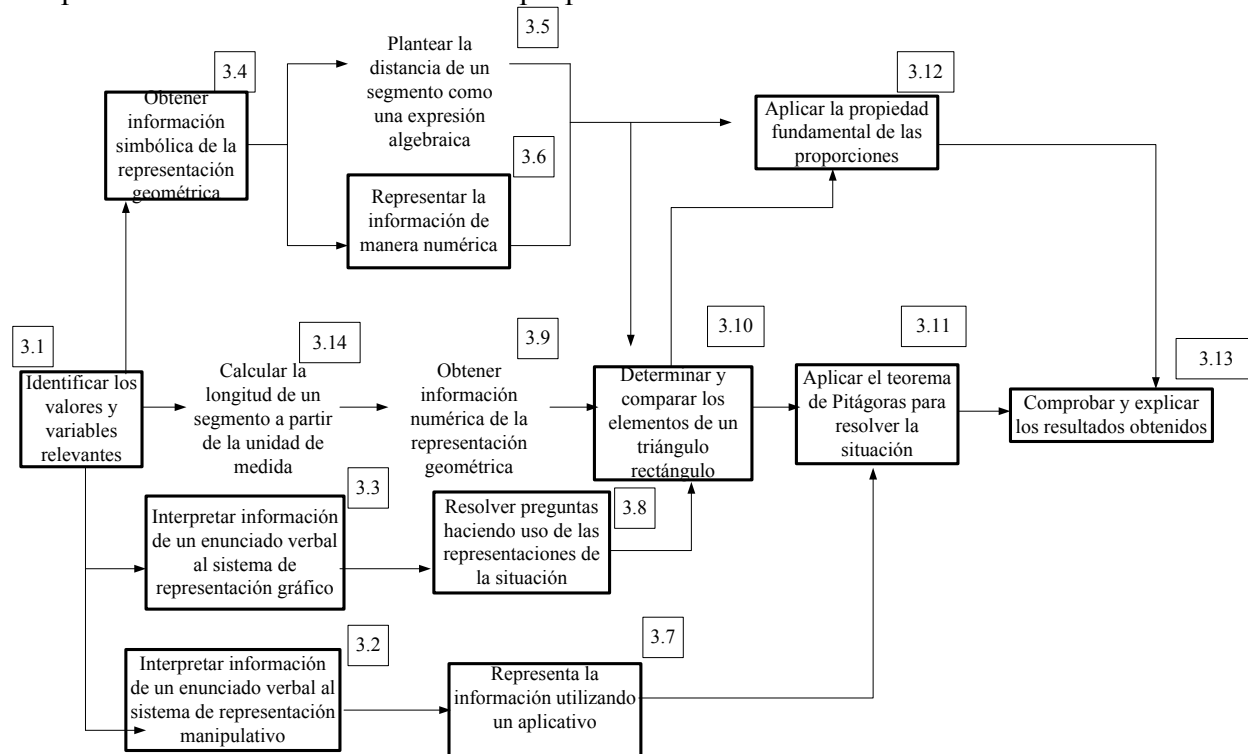 3.5
3.4
Plantear la
distancia de un
segmento como
una expresión
algebraica
3.12
Obtener
información
simbólica de la
representación
geométrica
Aplicar la propiedad
fundamental de las
proporciones
3.6
Representar la
información de
manera numérica
3.1
Identificar los
valores y
variables
relevantes
3.14
Calcular la
longitud de un
segmento a partir
de la unidad de
medida
3.9
Obtener
información
numérica de la
representación
geométrica
3.10
Determinar y
comparar los
elementos de un
triángulo
rectángulo
3.11
Aplicar el teorema
de Pitágoras para
resolver la
situación
3.13
Comprobar y explicar
los resultados obtenidos
3.3
Interpretar información
de un enunciado verbal
al sistema de
representación gráfico
3.8
Resolver preguntas
haciendo uso de las
representaciones de
la situación
3.2
Interpretar información
de un enunciado verbal al
sistema de representación
manipulativo
3.7
Representa la
información utilizando
un aplicativo